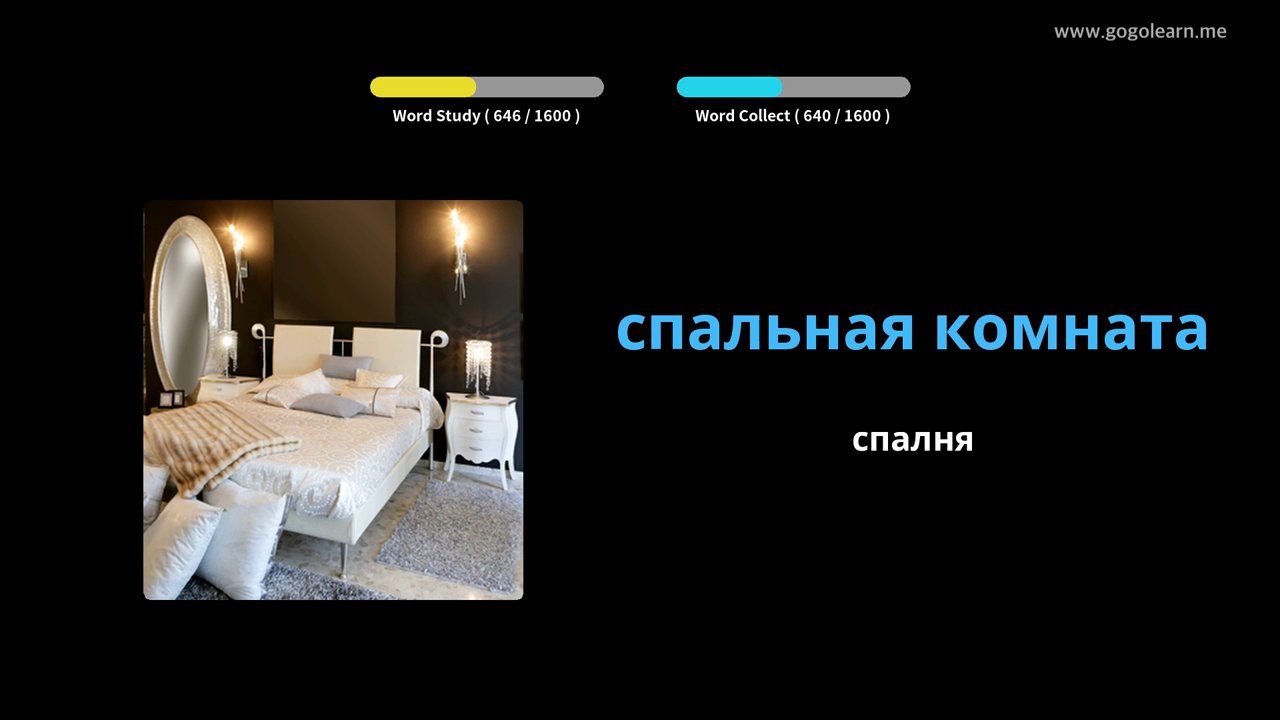 www.gogolearn.me
Word Study ( 646 / 1600 )
Word Collect ( 640 / 1600 )
спальная комната
спалня